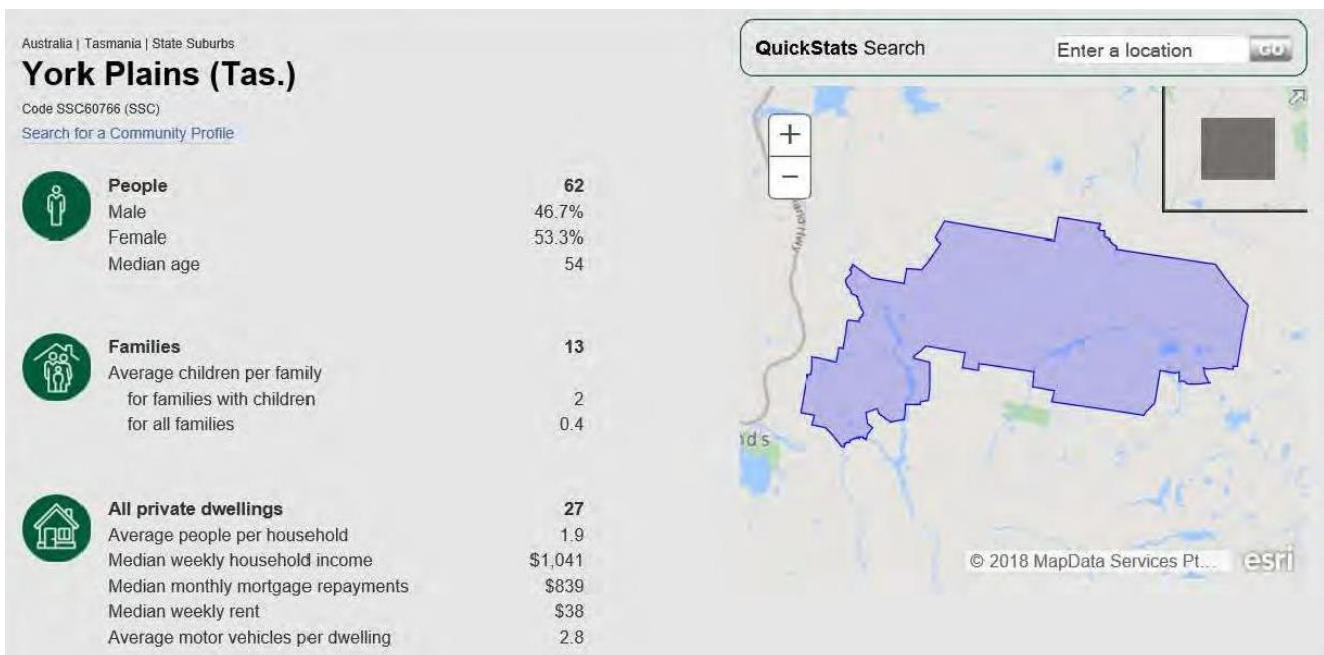 Australia | Tasmania | State Suburbs
York Plains (Tas.)
Code SSC60766 (SSC)
Search for a Community Profile
People 62
Male 46.7%
Female 53.3%
Median age 54
Families 13
Average children per family
for families with children 2
for all families 0.4
All private dwellings 27
Average people per household 1.9
Median weekly household income $1,041
Median monthly mortgage repayments $839
Median weekly rent $38
Average motor vehicles per dwelling 2.8
QuickStats Search
Enter a location
GO
+
−
nds
© 2018 MapData Services Pt...
esri